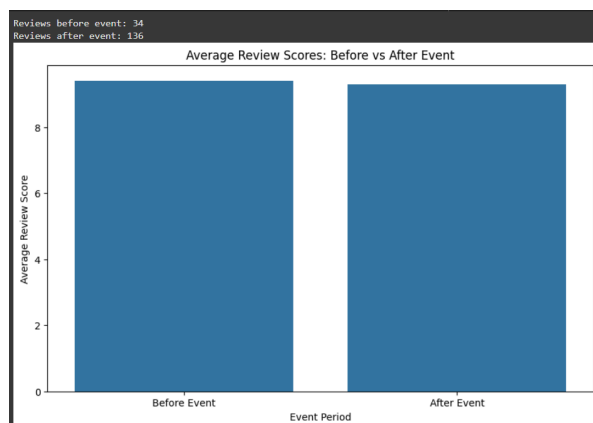 Reviews before event: 34
Reviews after event: 136
Average Review Scores: Before vs After Event
8
6
4
2
0
Average Review Score
Before Event
After Event
Event Period